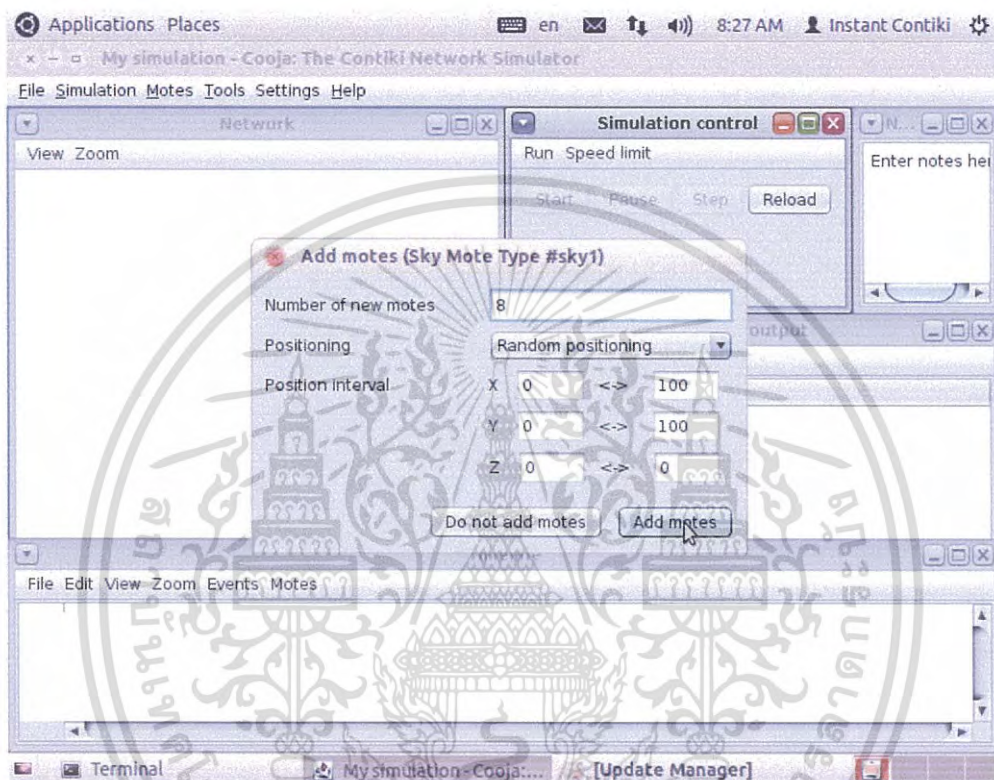 Applications Places en 8:27 AM Instant Contiki
My simulation - Cooja: The Contiki Network Simulator
File Simulation Motes Tools Settings Help
Network
View Zoom
Simulation control
Run Speed limit
Start Pause Step Reload
N...
Enter notes her
Add motes (Sky Mote Type #sky1)
Number of new motes 8
Positioning Random positioning
Position interval X 0 <-> 100
Y 0 <-> 100
Z 0 <-> 0
Do not add motes Add motes
output
File Edit View Zoom Events Motes
Terminal My simulation - Cooja:... [Update Manager]